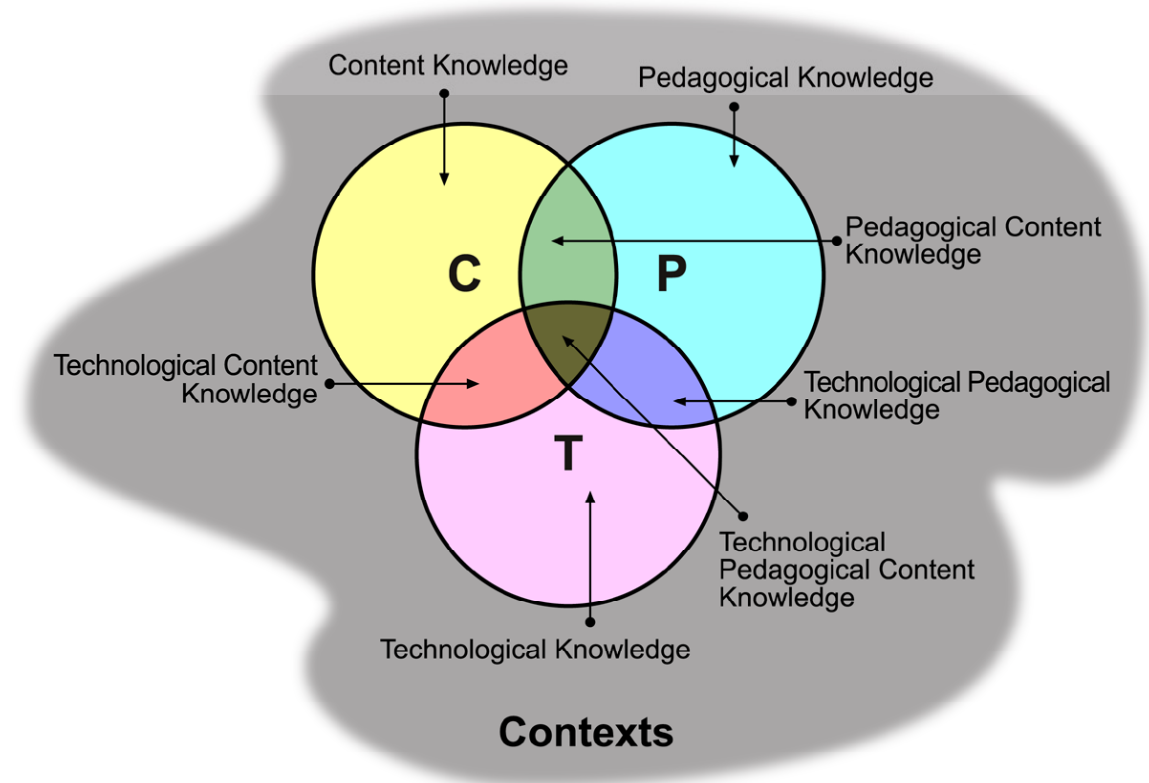 Content Knowledge
Pedagogical Knowledge
Pedagogical Content
Knowledge
C
P
Technological Content
Knowledge
Technological Pedagogical
Knowledge
T
Technological
Pedagogical Content
Knowledge
Technological Knowledge
Contexts